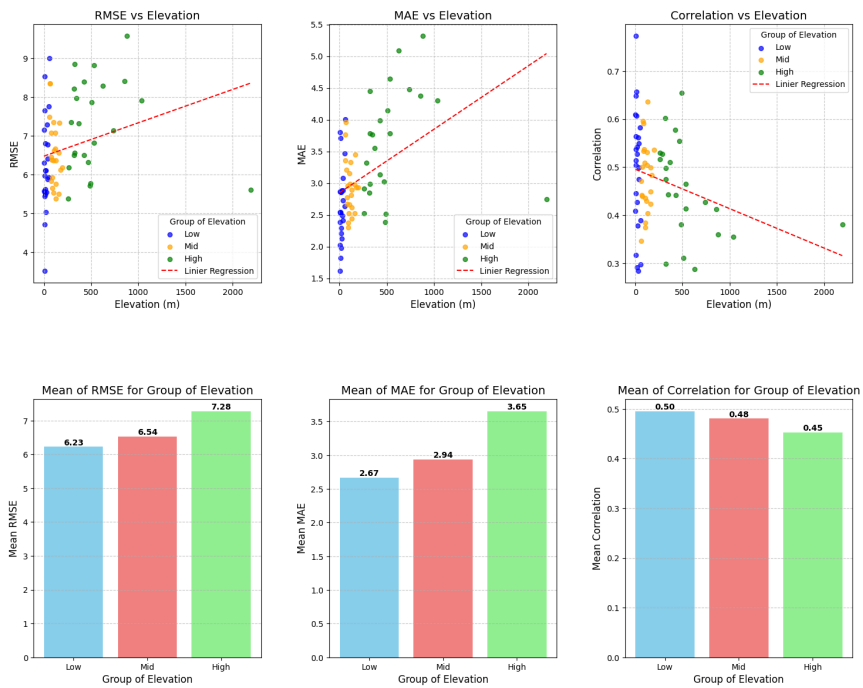 RMSE vs Elevation
9
8
7
6
5
4
RMSE
0
500
1000
1500
2000
Elevation (m)
Group of Elevation
Low
Mid
High
Linier Regression
MAE vs Elevation
5.5
5.0
4.5
4.0
3.5
3.0
2.5
2.0
1.5
MAE
0
500
1000
1500
2000
Elevation (m)
Group of Elevation
Low
Mid
High
Linier Regression
Correlation vs Elevation
0.7
0.6
0.5
0.4
0.3
Correlation
0
500
1000
1500
2000
Elevation (m)
Group of Elevation
Low
Mid
High
Linier Regression
Mean of RMSE for Group of Elevation
7
6
5
4
3
2
1
0
Mean RMSE
6.23
6.54
7.28
Low
Mid
High
Group of Elevation
Mean of MAE for Group of Elevation
3.5
3.0
2.5
2.0
1.5
1.0
0.5
0.0
Mean MAE
2.67
2.94
3.65
Low
Mid
High
Group of Elevation
Mean of Correlation for Group of Elevation
0.5
0.4
0.3
0.2
0.1
0.0
Mean Correlation
0.50
0.48
0.45
Low
Mid
High
Group of Elevation